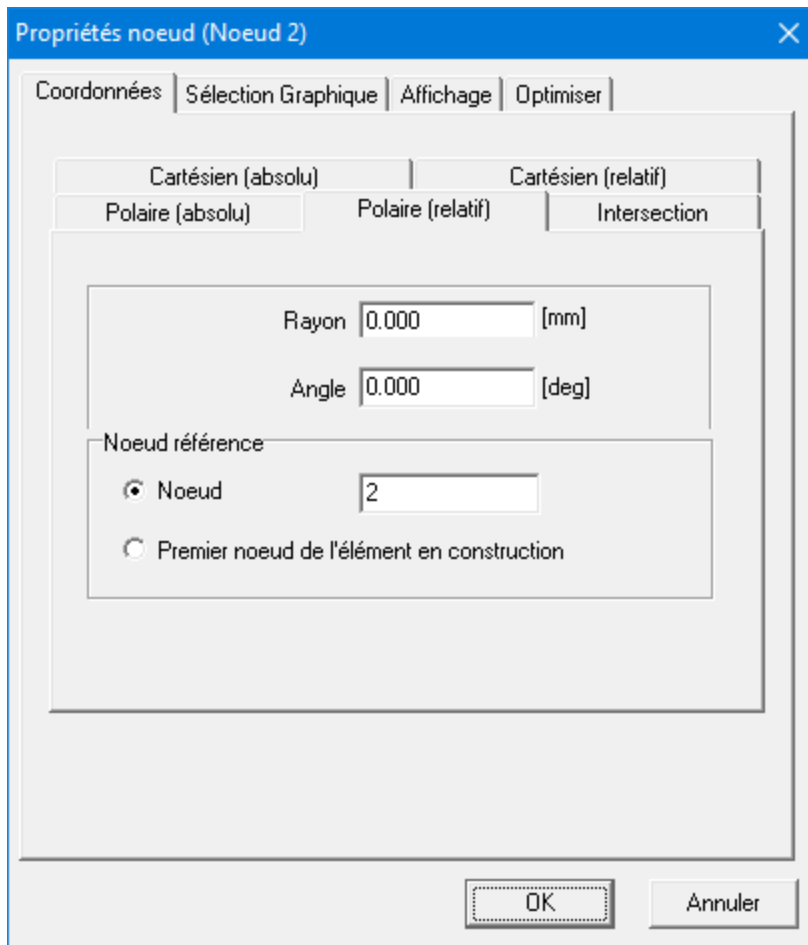 Propriétés noeud (Noeud 2)
Coordonnées Sélection Graphique Affichage Optimiser
Cartésien (absolu) Cartésien (relatif)
Polaire (absolu) Polaire (relatif) Intersection
Rayon 0.000 [mm]
Angle 0.000 [deg]
Noeud référence
Noeud 2
Premier noeud de l'élément en construction
OK Annuler